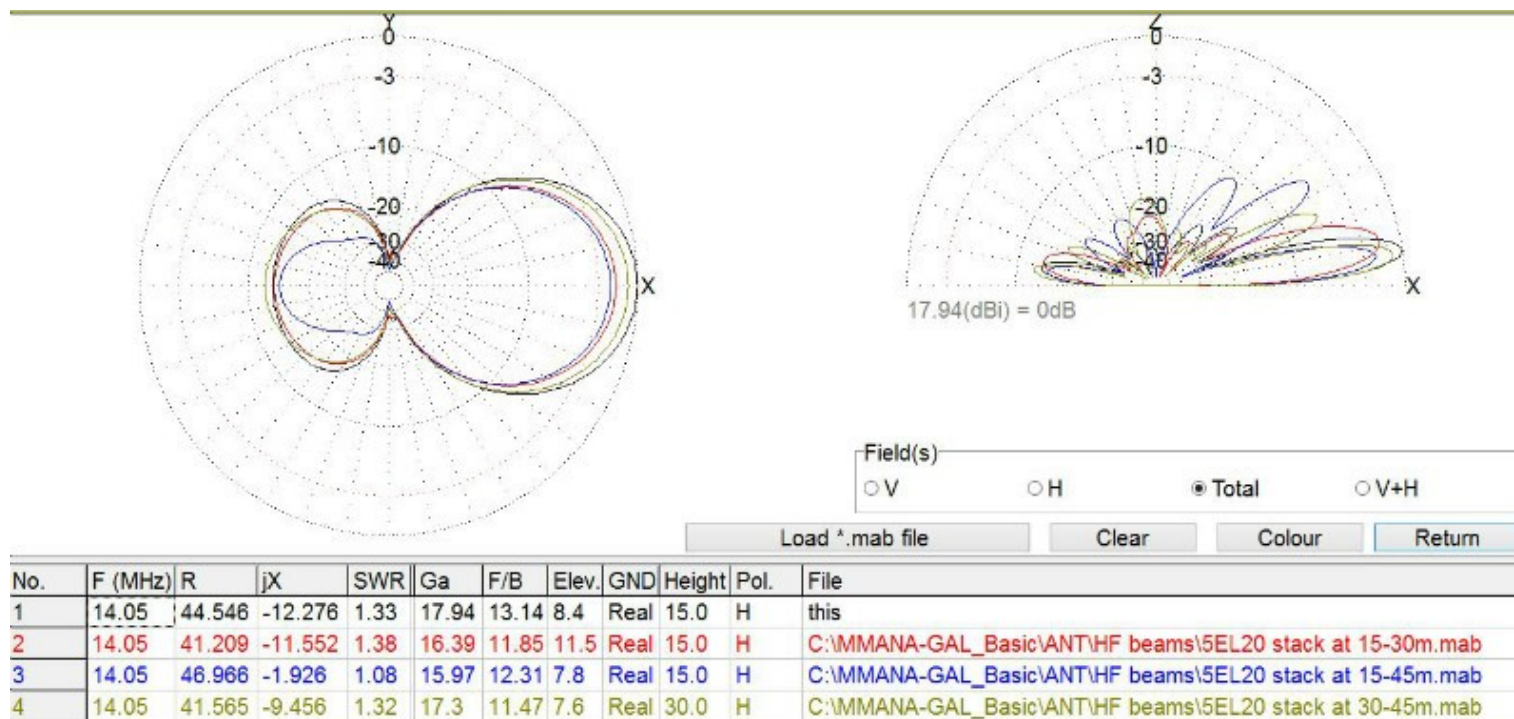 Y
0
-3
-10
-20
-30
-40
X
Z
0
-3
-10
-20
-30
-40
X
17.94(dBi) = 0dB
Field(s)
V H Total V+H
Load *.mab file Clear Colour Return
No. F (MHz) R jX SWR Ga F/B Elev. GND Height Pol. File
1 14.05 44.546 -12.276 1.33 17.94 13.14 8.4 Real 15.0 H this
2 14.05 41.209 -11.552 1.38 16.39 11.85 11.5 Real 15.0 H C:\MMANA-GAL_Basic\ANT\HF beams\5EL20 stack at 15-30m.mab
3 14.05 46.966 -1.926 1.08 15.97 12.31 7.8 Real 15.0 H C:\MMANA-GAL_Basic\ANT\HF beams\5EL20 stack at 15-45m.mab
4 14.05 41.565 -9.456 1.32 17.3 11.47 7.6 Real 30.0 H C:\MMANA-GAL_Basic\ANT\HF beams\5EL20 stack at 30-45m.mab